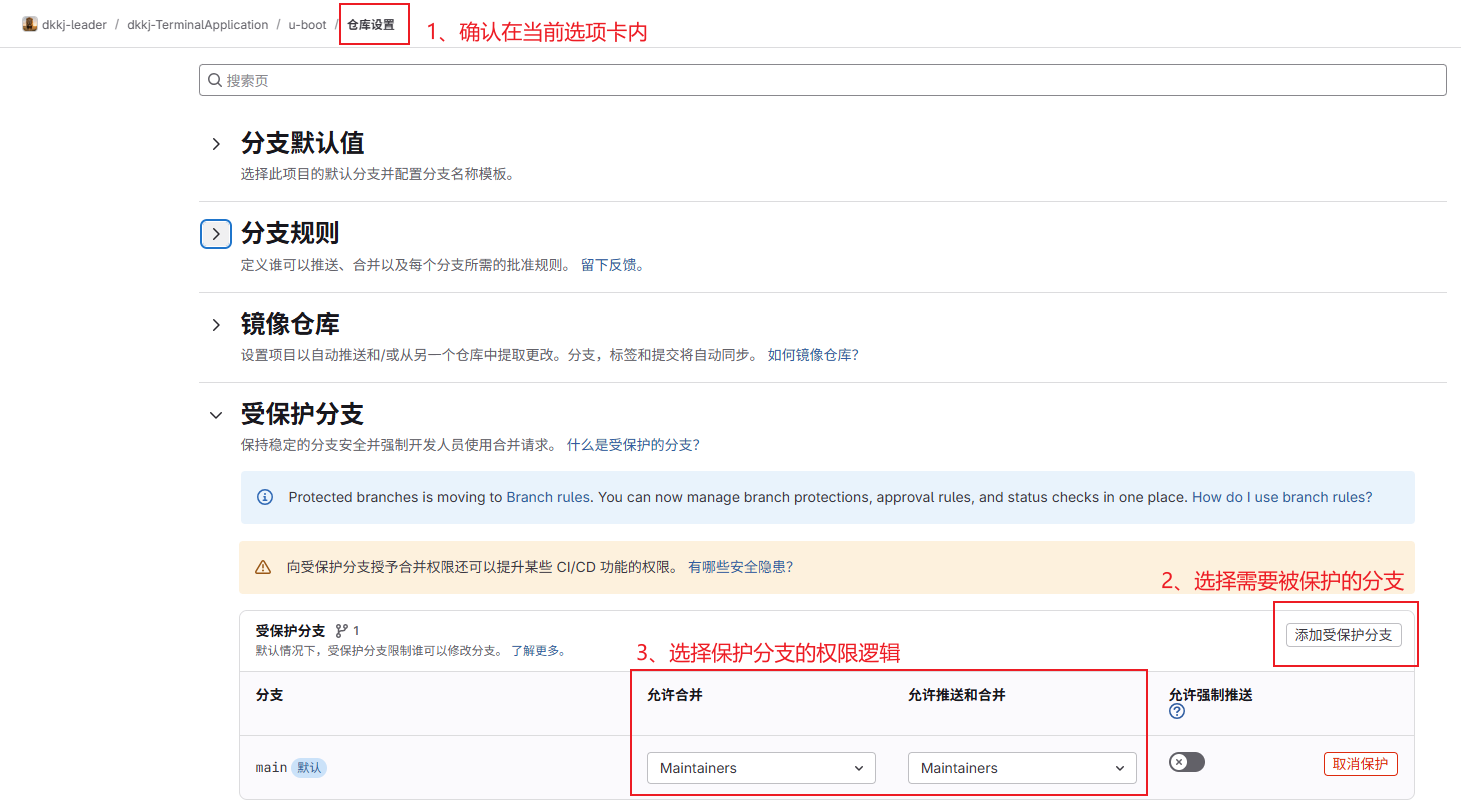 dkkj-leader / dkkj-TerminalApplication / u-boot / 仓库设置
1、确认在当前选项卡内
搜索页
分支默认值
选择此项目的默认分支并配置分支名称模板。
分支规则
定义谁可以推送、合并以及每个分支所需的批准规则。 留下反馈。
镜像仓库
设置项目以自动推送和/或从另一个仓库中提取更改。分支，标签和提交将自动同步。 如何镜像仓库？
受保护分支
保持稳定的分支安全并强制开发人员使用合并请求。 什么是受保护的分支？
Protected branches is moving to Branch rules. You can now manage branch protections, approval rules, and status checks in one place. How do I use branch rules?
向受保护分支授予合并权限还可以提升某些 CI/CD 功能的权限。 有哪些安全隐患？
2、选择需要被保护的分支
受保护分支 1
添加受保护分支
默认情况下，受保护分支限制谁可以修改分支。 了解更多。
3、选择保护分支的权限逻辑
分支 允许合并 允许推送和合并 允许强制推送
main 默认 Maintainers Maintainers 取消保护